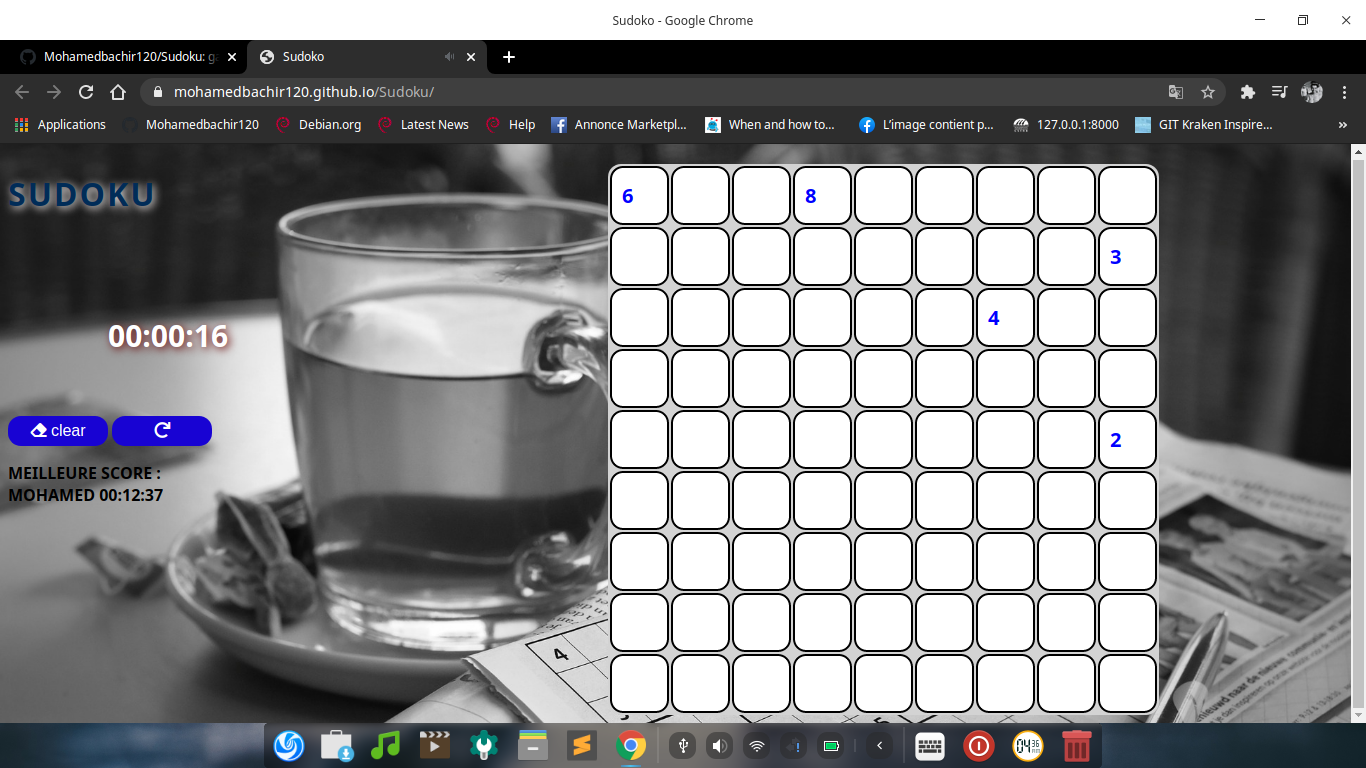 Sudoko - Google Chrome
Mohamedbachir120/Sudoku: g
Sudoko
mohamedbachir120.github.io/Sudoku/
Applications Mohamedbachir120 Debian.org Latest News Help Annonce Marketpl... When and how to... L'image contient p... 127.0.0.1:8000 GIT Kraken Inspire... »
SUDOKU
6 8
3
00:00:16
4
clear
2
MEILLEURE SCORE :
MOHAMED 00:12:37
4
04:36